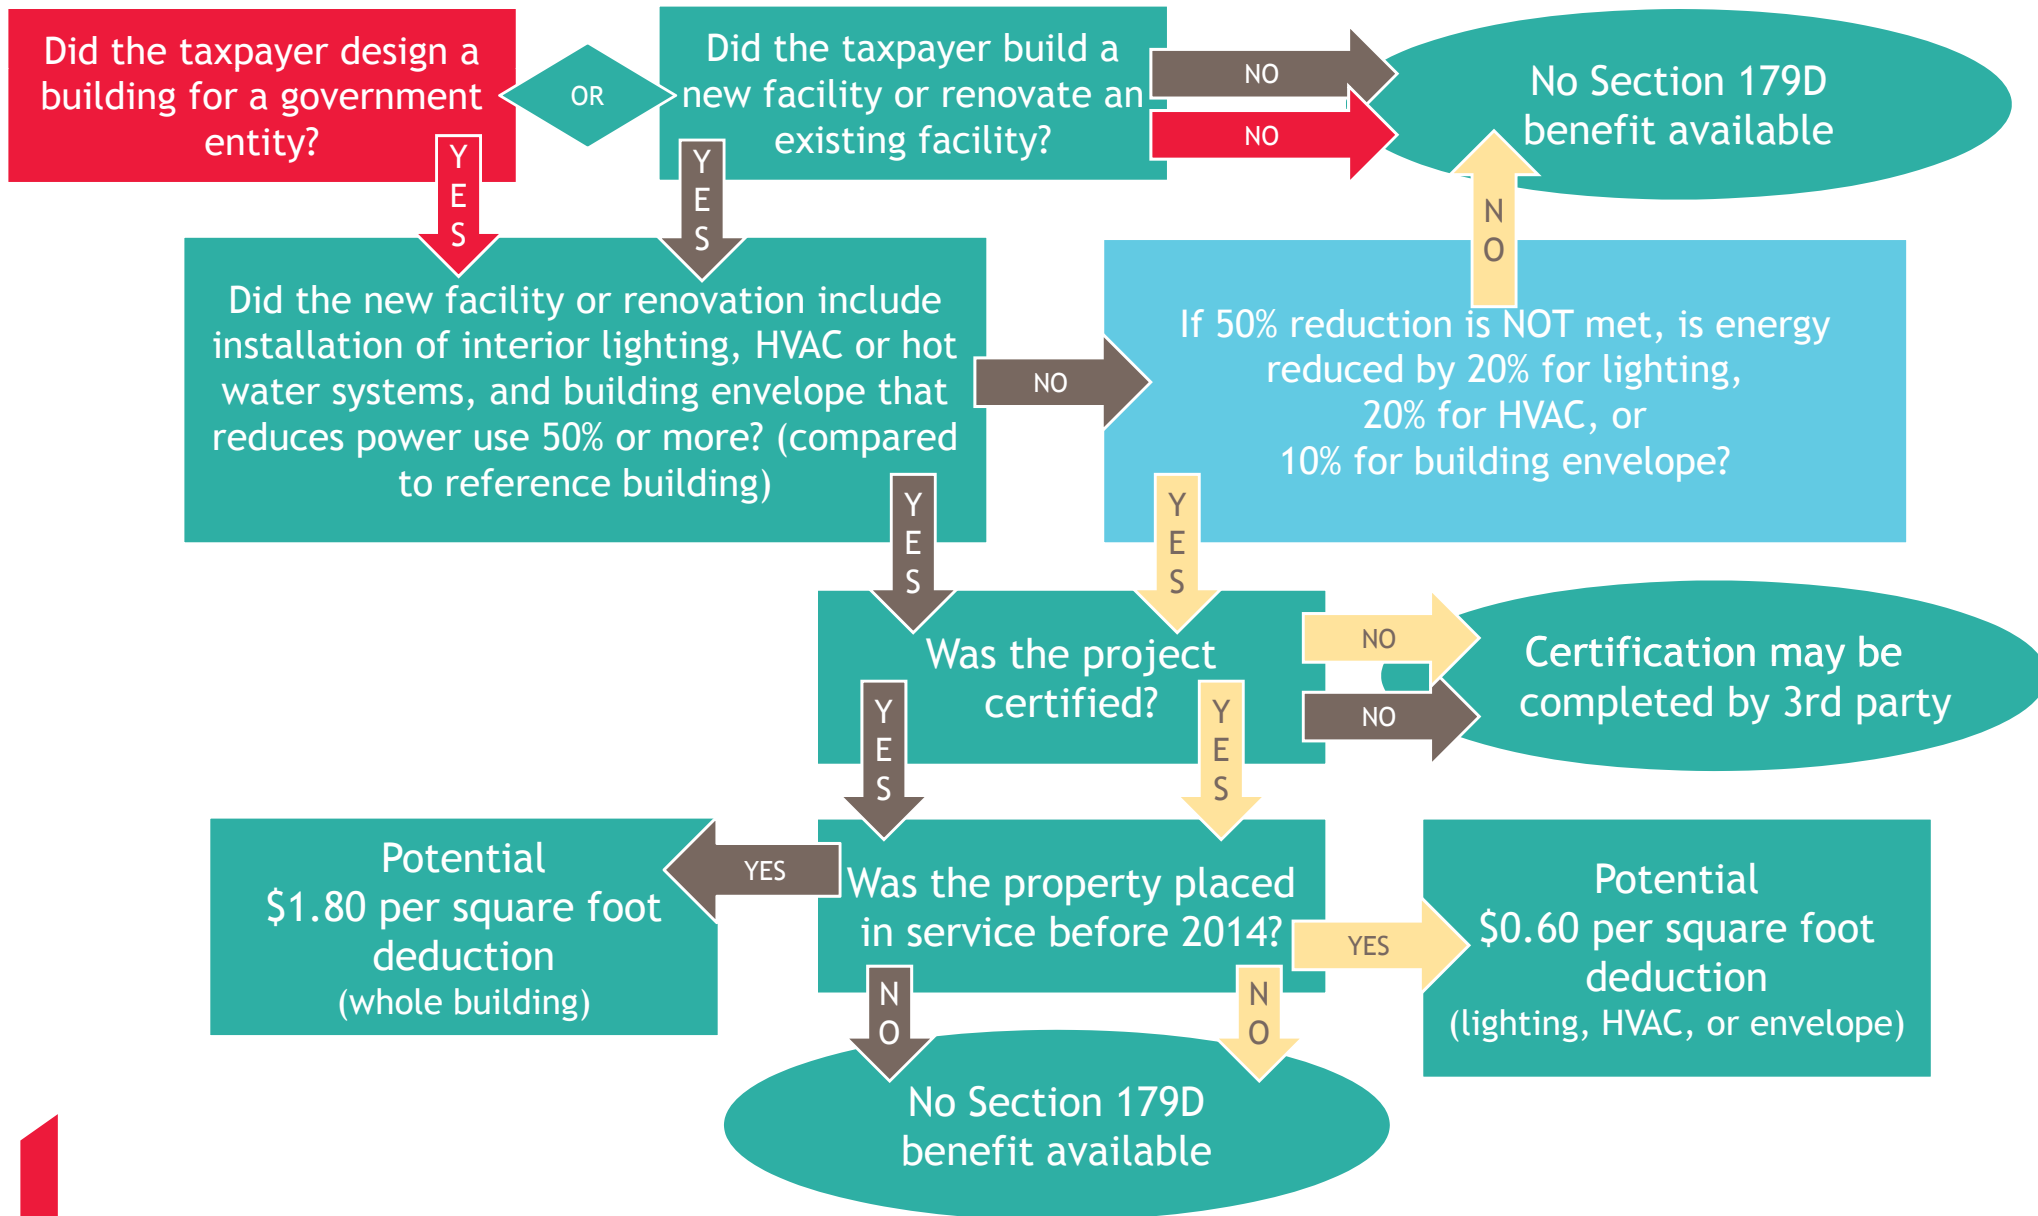 Did the taxpayer design a
building for a government
entity?
OR
Did the taxpayer build a
new facility or renovate an
existing facility?
NO
NO
No Section 179D
benefit available
YES
YES
NO
Did the new facility or renovation include
installation of interior lighting, HVAC or hot
water systems, and building envelope that
reduces power use 50% or more? (compared
to reference building)
NO
If 50% reduction is NOT met, is energy
reduced by 20% for lighting,
20% for HVAC, or
10% for building envelope?
YES
YES
Was the project
certified?
NO
NO
Certification may be
completed by 3rd party
YES
YES
Potential
$1.80 per square foot
deduction
(whole building)
YES
Was the property placed
in service before 2014?
YES
Potential
$0.60 per square foot
deduction
(lighting, HVAC, or envelope)
NO
NO
No Section 179D
benefit available